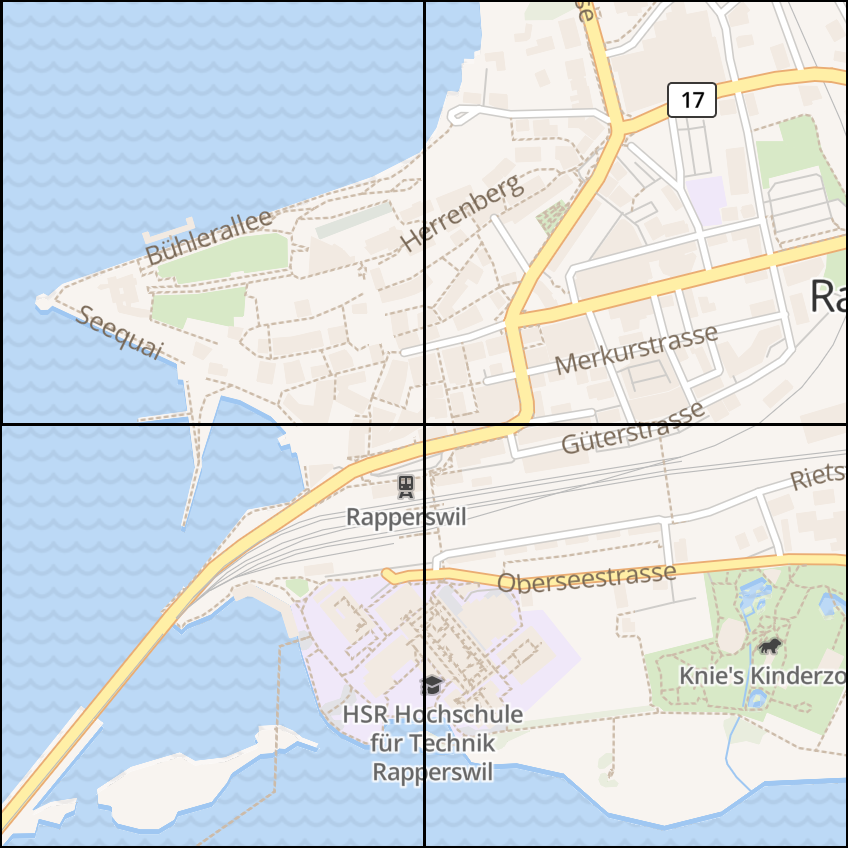 se
17
Herrenberg
Bühlerallee
Seequai
Ra
Merkurstrasse
Güterstrasse
Riets
Rapperswil
Oberseestrasse
Knie's Kinderzo
HSR Hochschule
für Technik
Rapperswil